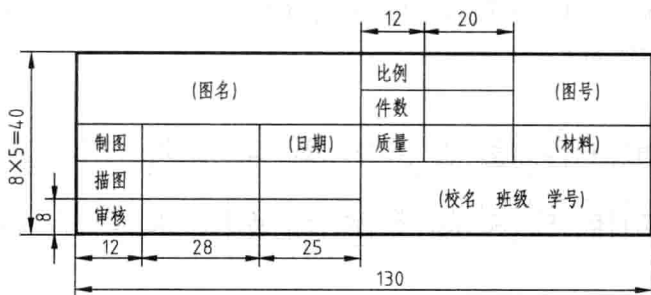 12 20
比例
(图名) (图号)
件数
制图 (日期) 质量 (材料)
描图
(校名 班级 学号)
审核
8×5=40
8
12 28 25
130